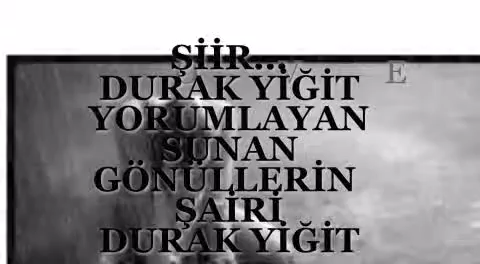 ŞİİR...
DURAK YİĞİT
YORUMLAYAN
SUNAN
GÖNÜLLERİN
ŞAİRİ
DURAK YİĞİT